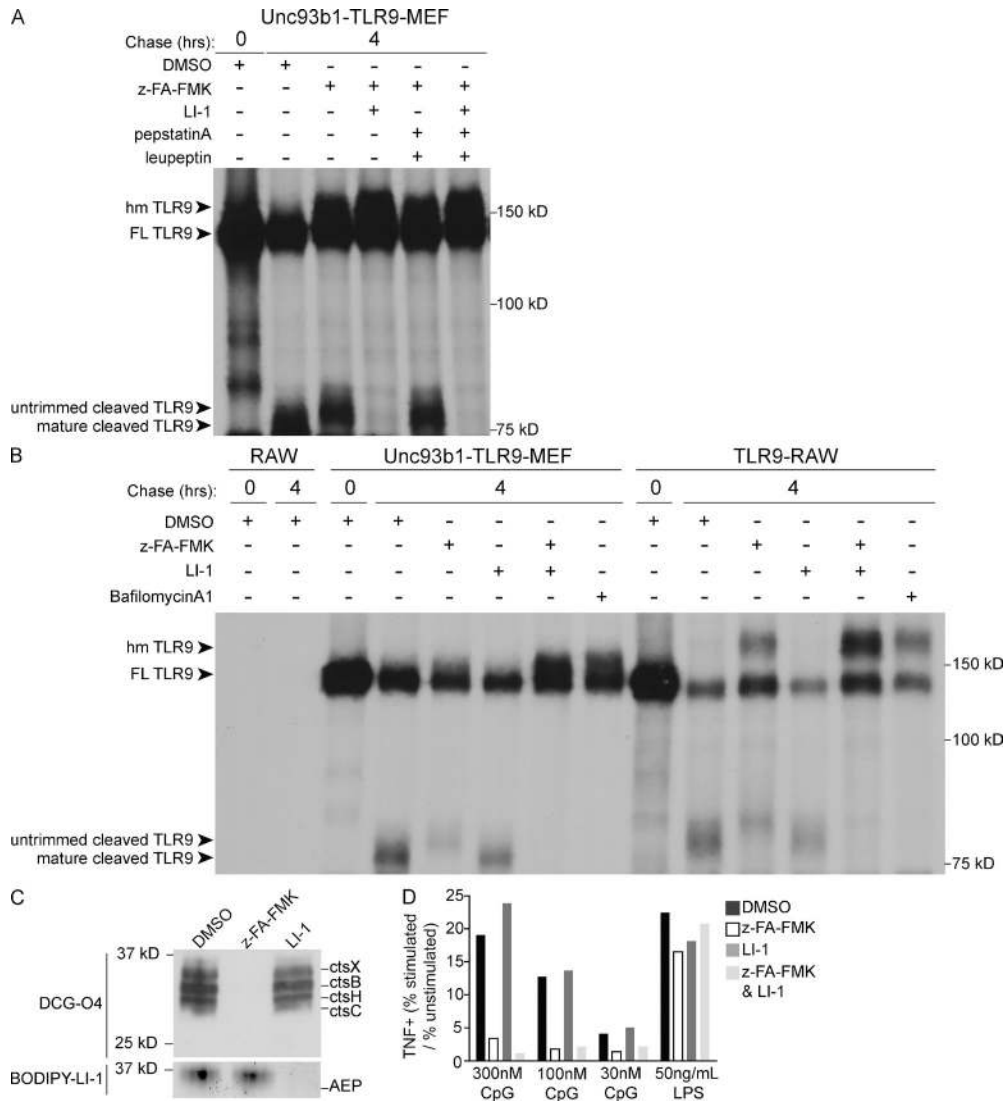 A
Unc93b1-TLR9-MEF
Chase (hrs): 0 4
DMSO + + - - - -
z-FA-FMK - - + + + +
LI-1 - - - + - +
pepstatinA - - - - + +
leupeptin - - - - + +
hm TLR9
FL TLR9
untrimmed cleaved TLR9
mature cleaved TLR9
150 kD
100 kD
75 kD
B
RAW Unc93b1-TLR9-MEF TLR9-RAW
Chase (hrs): 0 4 0 4 0 4
DMSO + + + + - - - - + + - - - -
z-FA-FMK - - - - + - + - - - + - + -
LI-1 - - - - - + + - - - - + + -
BafilomycinA1 - - - - - - - + - - - - - +
hm TLR9
FL TLR9
untrimmed cleaved TLR9
mature cleaved TLR9
150 kD
100 kD
75 kD
C
DMSO z-FA-FMK LI-1
37 kD
DCG-O4
25 kD
ctsX
ctsB
ctsH
ctsC
37 kD
BODIPY-LI-1
AEP
D
TNF+ (% stimulated
/ % unstimulated)
25
20
15
10
5
0
300nM CpG
100nM CpG
30nM CpG
50ng/mL LPS
DMSO
z-FA-FMK
LI-1
z-FA-FMK
& LI-1